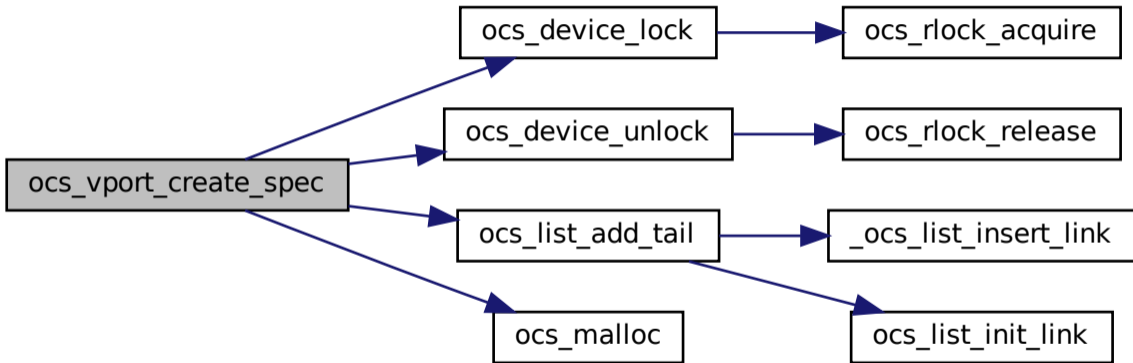 ocs_device_lock
ocs_rlock_acquire
ocs_device_unlock
ocs_rlock_release
ocs_vport_create_spec
ocs_list_add_tail
_ocs_list_insert_link
ocs_malloc
ocs_list_init_link